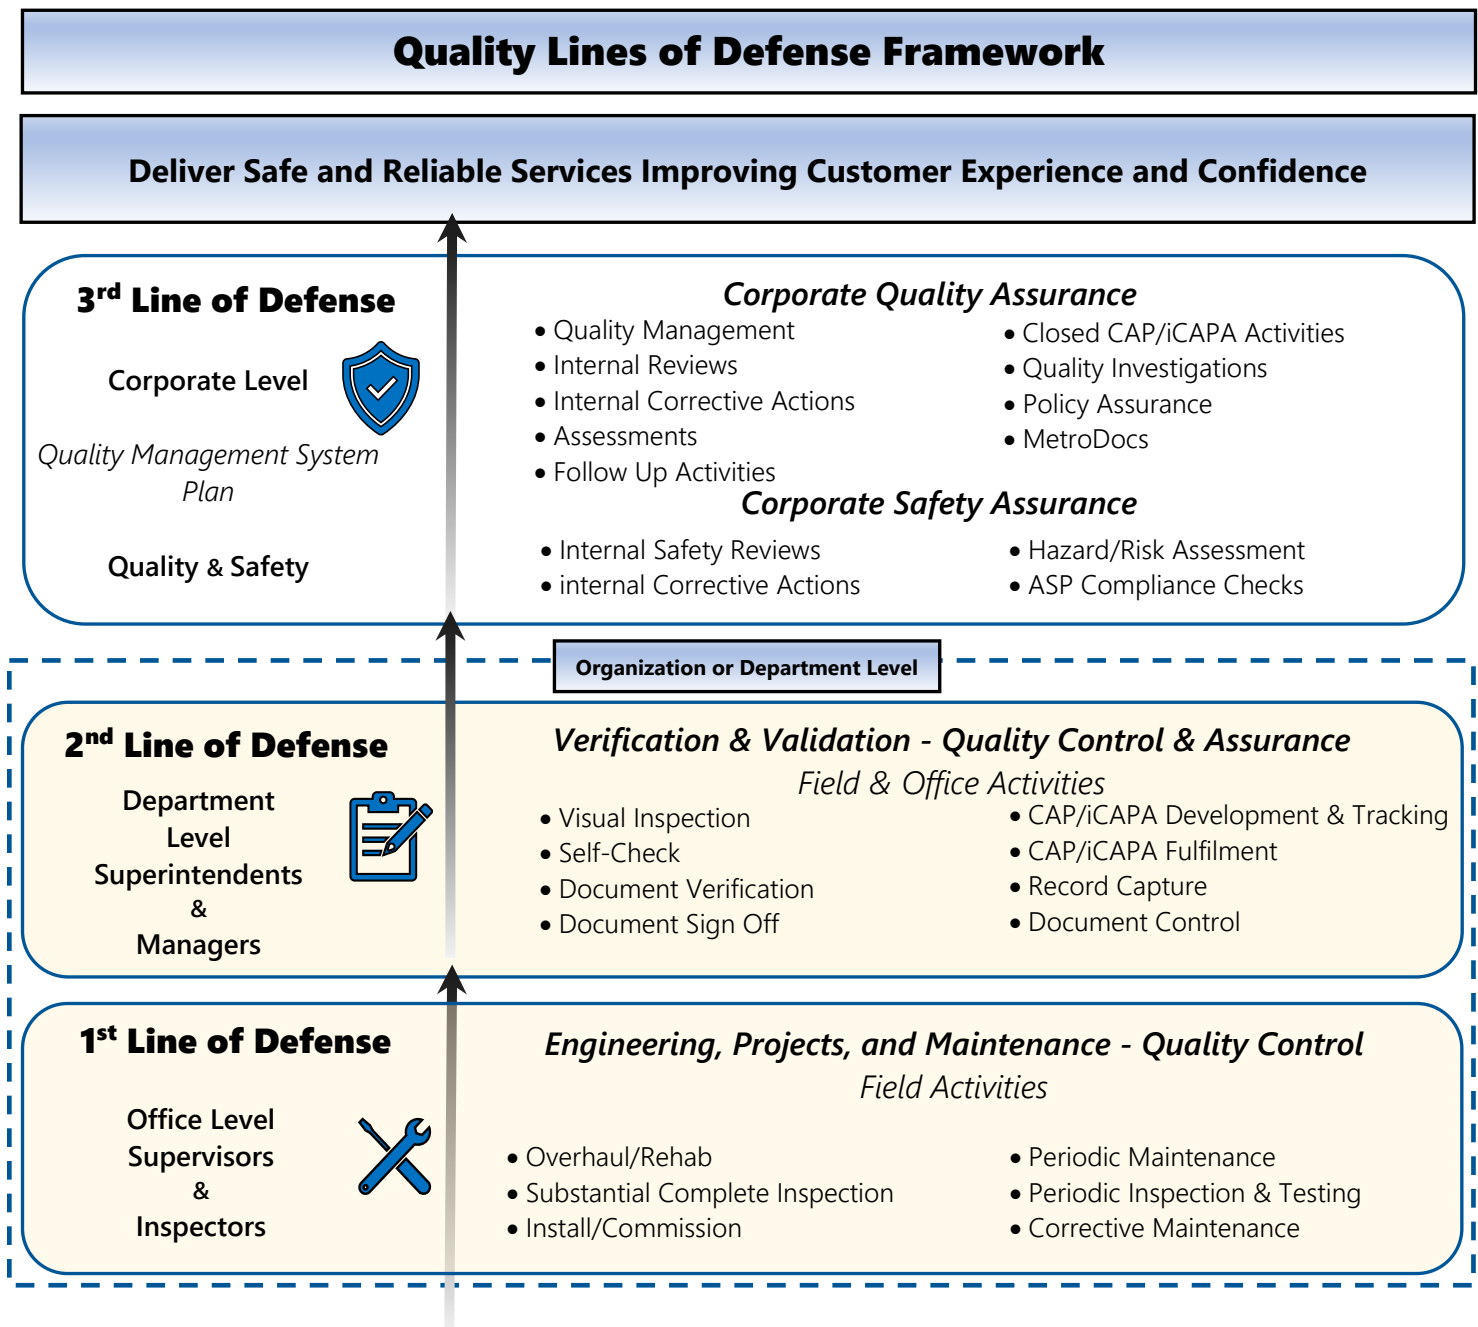 Quality Lines of Defense Framework
Deliver Safe and Reliable Services Improving Customer Experience and Confidence
3rd Line of Defense
Corporate Level
Quality Management System
Plan
Quality & Safety
Corporate Quality Assurance
• Quality Management
• Internal Reviews
• Internal Corrective Actions
• Assessments
• Follow Up Activities
• Closed CAP/iCAPA Activities
• Quality Investigations
• Policy Assurance
• MetroDocs
Corporate Safety Assurance
• Internal Safety Reviews
• internal Corrective Actions
• Hazard/Risk Assessment
• ASP Compliance Checks
Organization or Department Level
2nd Line of Defense
Department
Level
Superintendents
&
Managers
Verification & Validation - Quality Control & Assurance
Field & Office Activities
• Visual Inspection
• Self-Check
• Document Verification
• Document Sign Off
• CAP/iCAPA Development & Tracking
• CAP/iCAPA Fulfilment
• Record Capture
• Document Control
1st Line of Defense
Office Level
Supervisors
&
Inspectors
Engineering, Projects, and Maintenance - Quality Control
Field Activities
• Overhaul/Rehab
• Substantial Complete Inspection
• Install/Commission
• Periodic Maintenance
• Periodic Inspection & Testing
• Corrective Maintenance